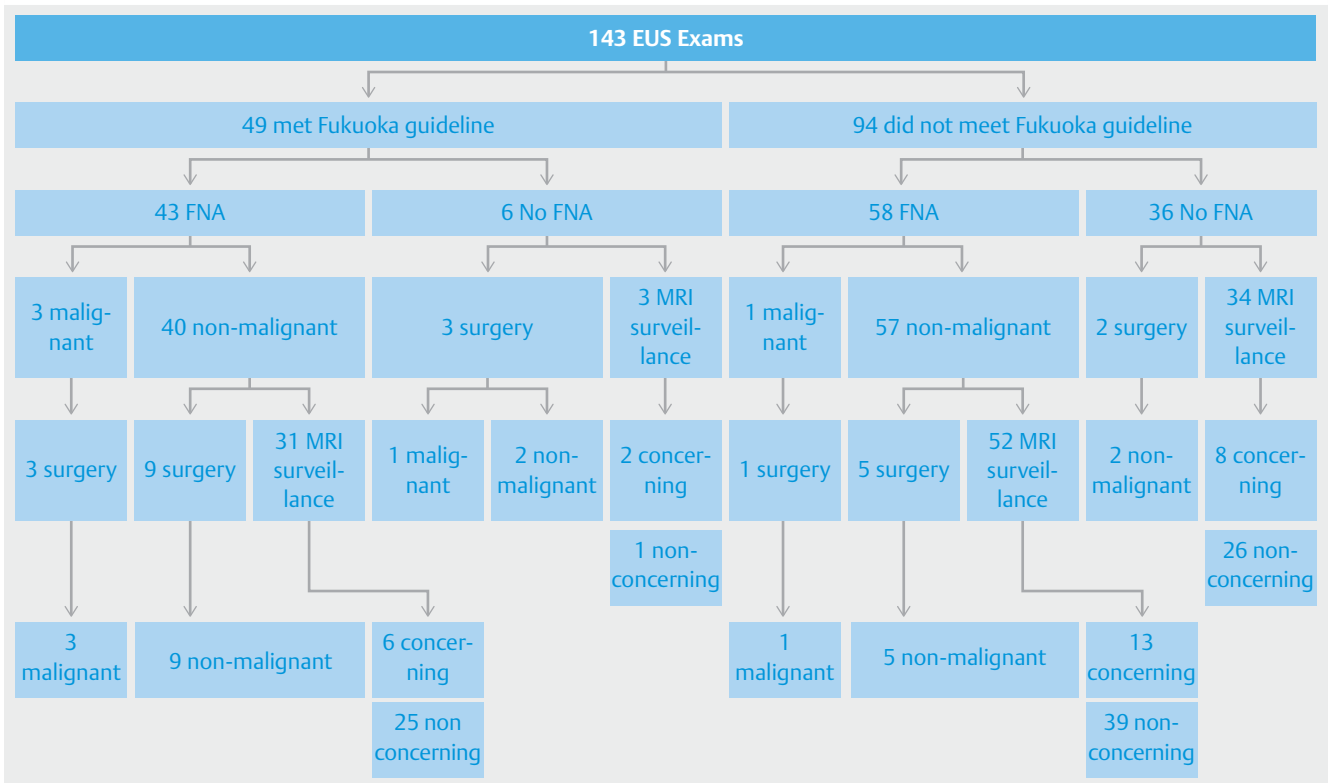 143 EUS Exams
49 met Fukuoka guideline
94 did not meet Fukuoka guideline
43 FNA
6 No FNA
58 FNA
36 No FNA
3 malig-
nant
40 non-malignant
3 surgery
3 MRI
surveil-
lance
1 malig-
nant
57 non-malignant
2 surgery
34 MRI
surveil-
lance
3 surgery
9 surgery
31 MRI
surveil-
lance
1 malig-
nant
2 non-
malignant
2 concer-
ning
1 surgery
5 surgery
52 MRI
surveil-
lance
2 non-
malignant
8 concer-
ning
1 non-
concerning
26 non-
concerning
3
malignant
9 non-malignant
6 concer-
ning
1
malignant
5 non-malignant
13
concerning
25 non
concerning
39 non-
concerning